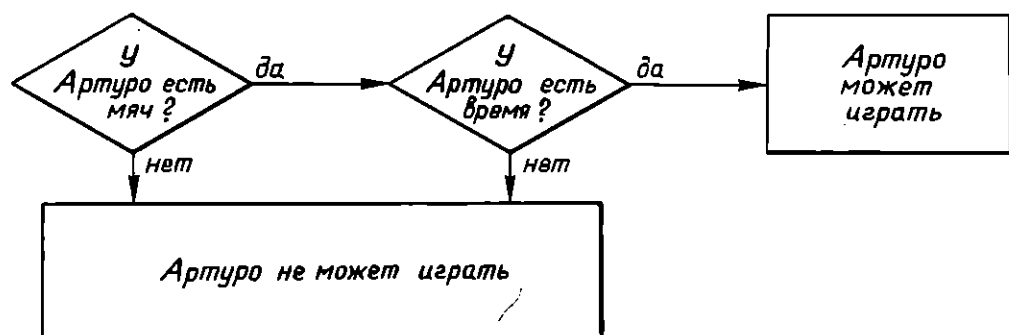 У
Артуро есть
мяч?
да
У
Артуро есть
время?
да
Артуро
может
играть
нет
нет
Артуро не может играть